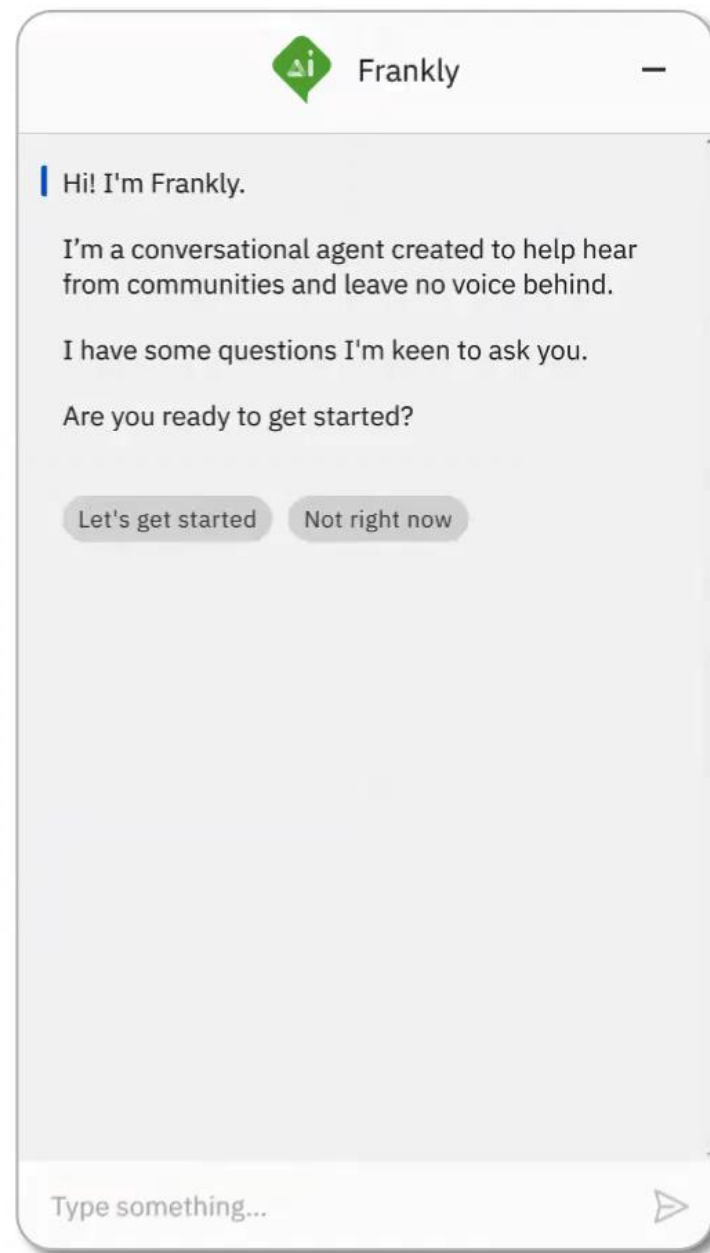 Ai
Frankly
Hi! I'm Frankly.
I’m a conversational agent created to help hear
from communities and leave no voice behind.
I have some questions I'm keen to ask you.
Are you ready to get started?
Let's get started
Not right now
Type something...